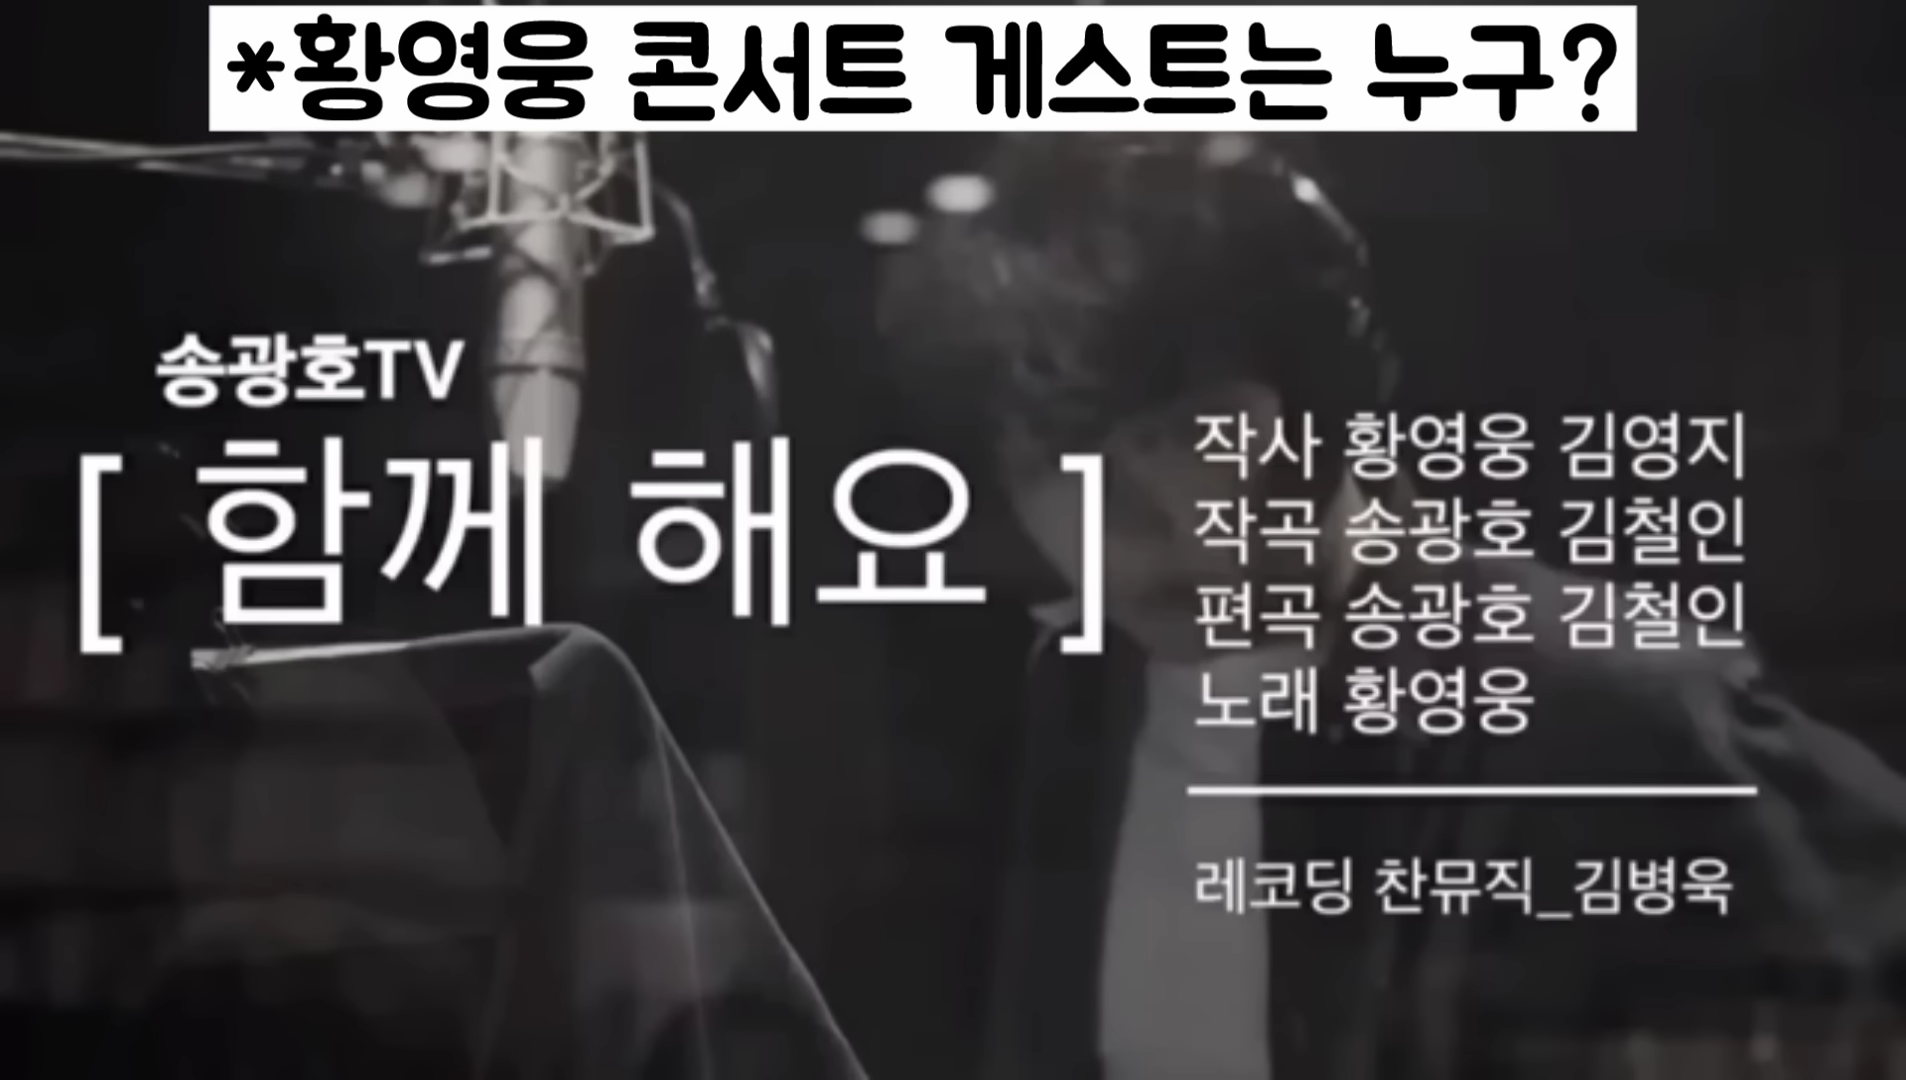 *황영웅 콘서트 게스트는 누구?
송광호TV
[ 함께 해요 ]
작사 황영웅 김영지
작곡 송광호 김철인
편곡 송광호 김철인
노래 황영웅
레코딩 찬뮤직_김병욱